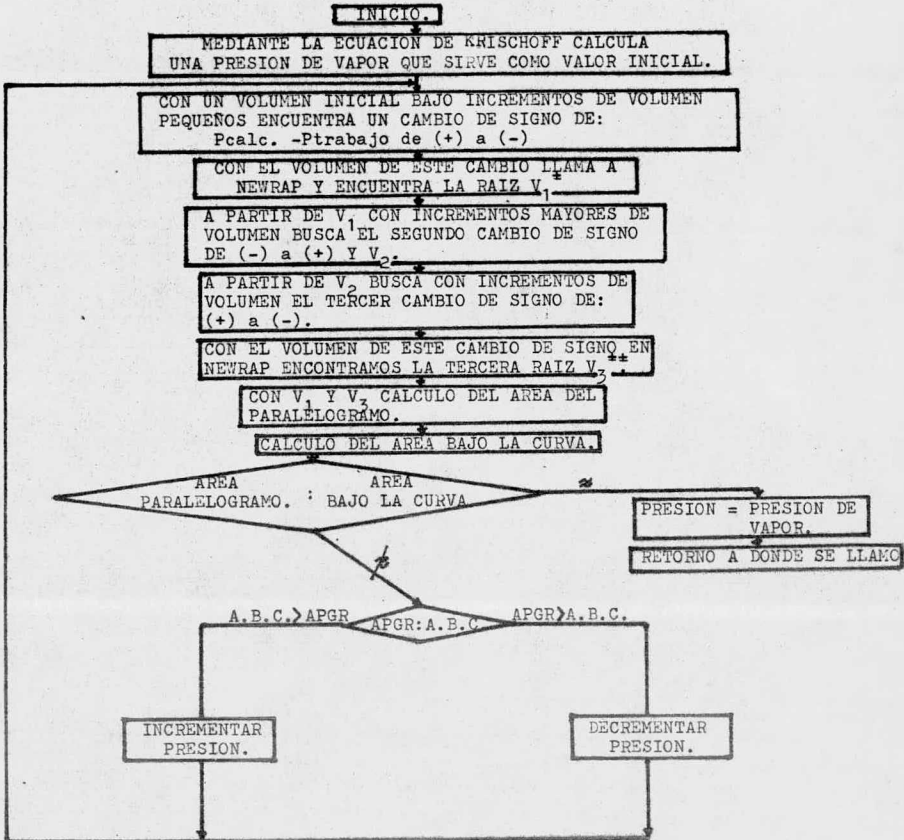 INICIO.
MEDIANTE LA ECUACION DE KRISCHOFF CALCULA
UNA PRESION DE VAPOR QUE SIRVE COMO VALOR INICIAL.
CON UN VOLUMEN INICIAL BAJO INCREMENTOS DE VOLUMEN
PEQUEÑOS ENCUENTRA UN CAMBIO DE SIGNO DE:
Pcalc. -Ptrabajo de (+) a (-)
CON EL VOLUMEN DE ESTE CAMBIO LLAMA A
NEWRAP Y ENCUENTRA LA RAIZ V₁±
A PARTIR DE V₁ CON INCREMENTOS MAYORES DE
VOLUMEN BUSCA EL SEGUNDO CAMBIO DE SIGNO
DE (-) a (+) Y V₂.
A PARTIR DE V₂ BUSCA CON INCREMENTOS DE
VOLUMEN EL TERCER CAMBIO DE SIGNO DE:
(+) a (-).
CON EL VOLUMEN DE ESTE CAMBIO DE SIGNO EN
NEWRAP ENCONTRAMOS LA TERCERA RAIZ V₃±±.
CON V₁ Y V₃ CALCULO DEL AREA DEL
PARALELOGRAMO.
CALCULO DEL AREA BAJO LA CURVA.
AREA PARALELOGRAMO. : AREA BAJO LA CURVA
≈
PRESION = PRESION DE
VAPOR.
RETORNO A DONDE SE LLAMO
≉
A.B.C.>APGR
APGR:A.B.C
APGR>A.B.C.
INCREMENTAR
PRESION.
DECREMENTAR
PRESION.